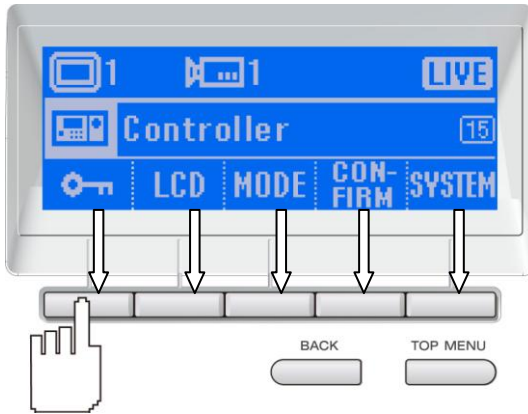 1 1 LIVE
Controller 15
LCD MODE CON-FIRM SYSTEM
BACK TOP MENU